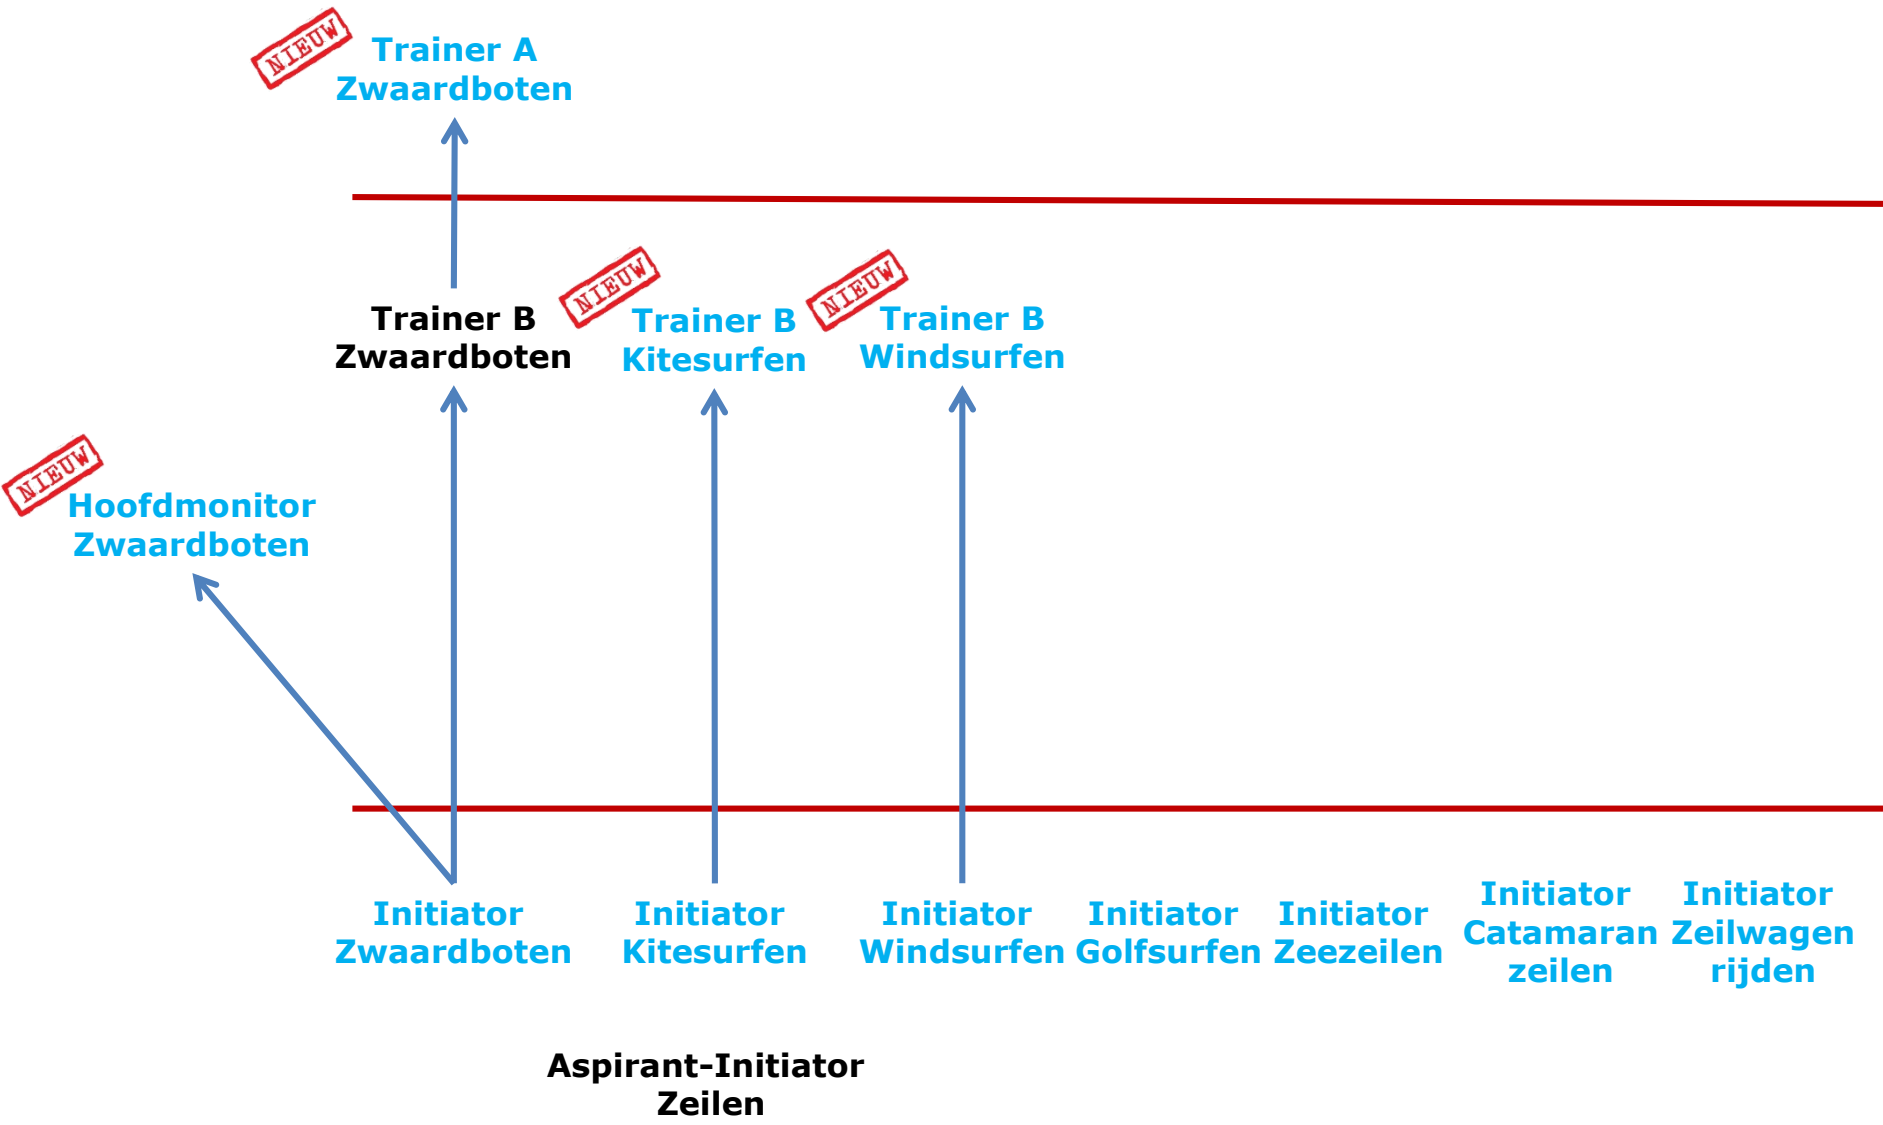 NIEUW
Trainer A
Zwaardboten
NIEUW
NIEUW
Trainer B
Zwaardboten
Trainer B
Kitesurfen
Trainer B
Windsurfen
NIEUW
Hoofdmonitor
Zwaardboten
Initiator
Zwaardboten
Initiator
Kitesurfen
Initiator
Windsurfen
Initiator
Golfsurfen
Initiator
Zeezeilen
Initiator
Catamaran
zeilen
Initiator
Zeilwagen
rijden
Aspirant-Initiator
Zeilen